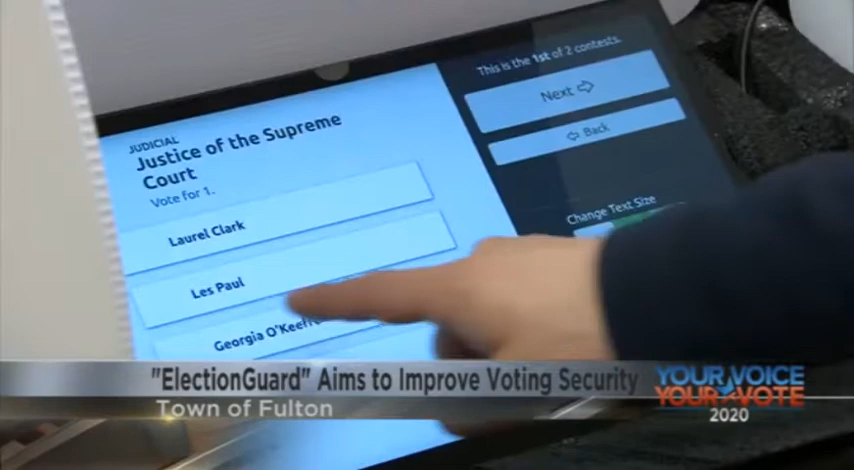 This is the 1st of 2 contests.
Next
Back
Change Text Size
JUDICIAL
Justice of the Supreme
Court
Vote for 1.
Laurel Clark
Les Paul
Georgia O'Keeffe
"ElectionGuard" Aims to Improve Voting Security
Town of Fulton
YOUR VOICE
YOUR VOTE
2020